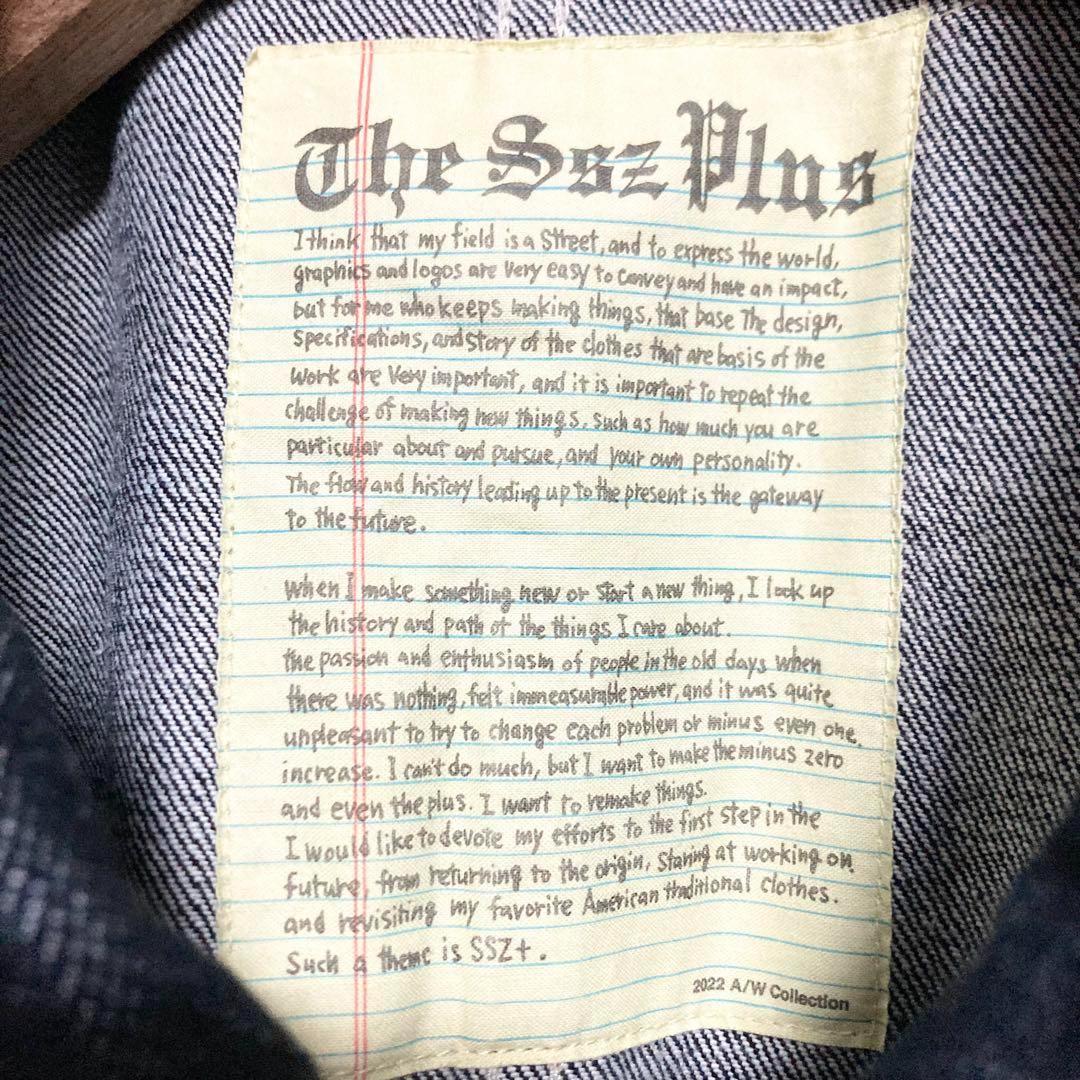 The Ssz Plus
I think that my field is a Street, and to express the world,
graphics and logos are very easy to convey and have an impact,
but for me who keeps making things, that base the design,
specifications, and story of the clothes that are basis of the
work are very important, and it is important to repeat the
challenge of making new things. such as how much you are
particular about and pursue, and your own personality.
The flow and history leading up to the present is the gateway
to the future.
when I make something new or start a new thing, I look up
the history and path of the things I care about.
the passion and enthusiasm of people in the old days when
there was nothing, felt immeasurable power, and it was quite
unpleasant to try to change each problem or minus even one.
increase. I can't do much, but I want to make the minus zero
and even the plus. I want to remake things.
I would like to devote my efforts to the first step in the
future, from returning to the origin, staring at working on
and revisiting my favorite American traditional clothes.
Such a theme is SSZ+.
2022 A/W Collection